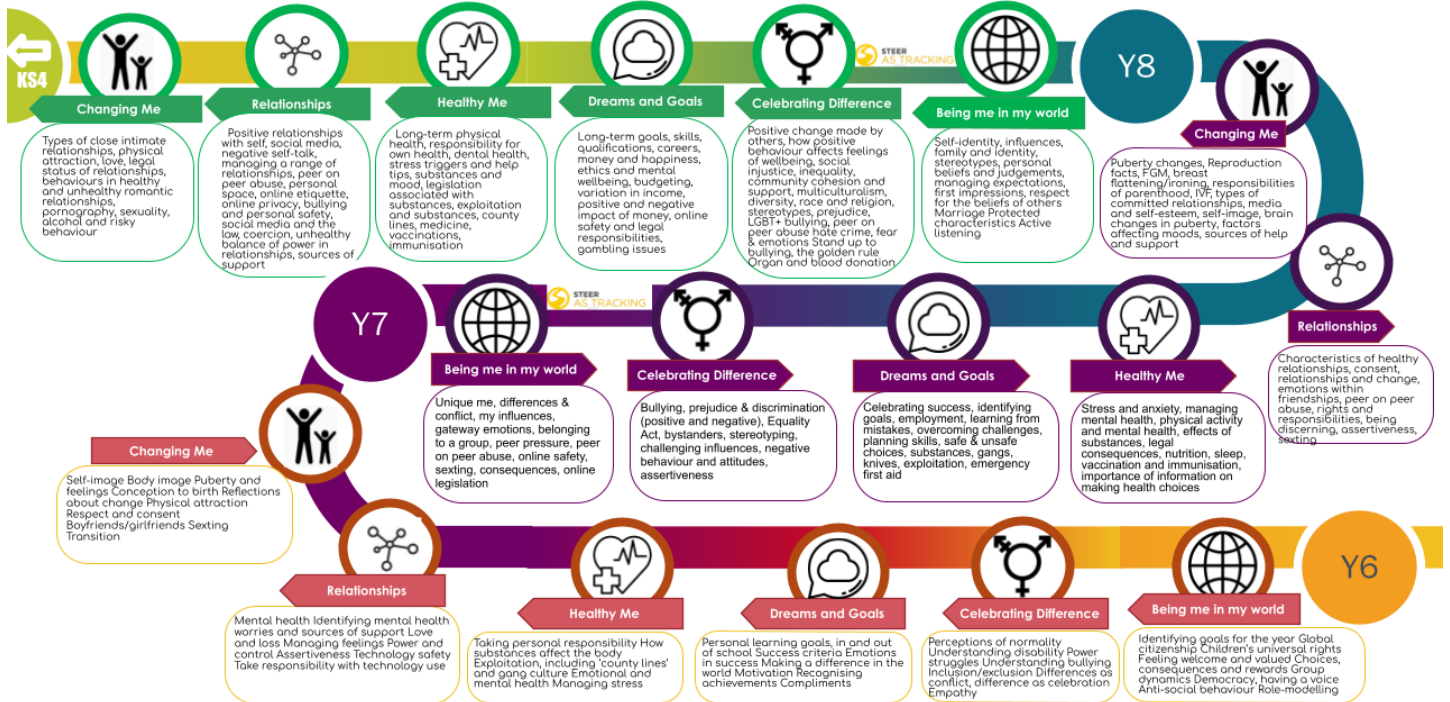 KS4
Changing Me
Types of close intimate
relationships, physical
attraction, love, legal
status of relationships,
behaviours in healthy
and unhealthy romantic
relationships,
pornography, sexuality,
alcohol and risky
behaviour
Relationships
Positive relationships
with self, social media,
negative self-talk,
managing a range of
relationships, peer on
peer abuse, personal
space, online etiquette,
online privacy, bullying
and personal safety,
social media and the
law, coercion, unhealthy
balance of power in
relationships, sources of
support
Healthy Me
Long-term physical
health, responsibility for
own health, dental health,
stress triggers and help
tips, substances and
mood, legislation
associated with
substances, exploitation
and substances, county
lines, medicine,
vaccinations,
immunisation
Dreams and Goals
Long-term goals, skills,
qualifications, careers,
money and happiness,
ethics and mental
wellbeing, budgeting,
variation in income,
positive and negative
impact of money, online
safety and legal
responsibilities,
gambling issues
Celebrating Difference
Positive change made by
others, how positive
behaviour affects feelings
of wellbeing, social
injustice, inequality,
community cohesion and
support, multiculturalism,
diversity, race and religion,
stereotypes, prejudice,
LGBT+ bullying, peer on
peer abuse hate crime, fear
& emotions Stand up to
bullying, the golden rule
Organ and blood donation
STEER
AS TRACKING
Being me in my world
Self-identity, influences,
family and identity,
stereotypes, personal
beliefs and judgements,
managing expectations,
first impressions, respect
for the beliefs of others
Marriage Protected
characteristics Active
listening
Y8
Changing Me
Puberty changes, Reproduction
facts, FGM, breast
flattening/ironing, responsibilities
of parenthood, IVF, types of
committed relationships, media
and self-esteem, self-image, brain
changes in puberty, factors
affecting moods, sources of help
and support
Y7
STEER
AS TRACKING
Being me in my world
Unique me, differences &
conflict, my influences,
gateway emotions, belonging
to a group, peer pressure, peer
on peer abuse, online safety,
sexting, consequences, online
legislation
Celebrating Difference
Bullying, prejudice & discrimination
(positive and negative), Equality
Act, bystanders, stereotyping,
challenging influences, negative
behaviour and attitudes,
assertiveness
Dreams and Goals
Celebrating success, identifying
goals, employment, learning from
mistakes, overcoming challenges,
planning skills, safe & unsafe
choices, substances, gangs,
knives, exploitation, emergency
first aid
Healthy Me
Stress and anxiety, managing
mental health, physical activity
and mental health, effects of
substances, legal
consequences, nutrition, sleep,
vaccination and immunisation,
importance of information on
making health choices
Relationships
Characteristics of healthy
relationships, consent,
relationships and change,
emotions within
friendships, peer on peer
abuse, rights and
responsibilities, being
discerning, assertiveness,
sexting
Changing Me
Self-image Body image Puberty and
feelings Conception to birth Reflections
about change Physical attraction
Respect and consent
Boyfriends/girlfriends Sexting
Transition
Relationships
Mental health Identifying mental health
worries and sources of support Love
and loss Managing feelings Power and
control Assertiveness Technology safety
Take responsibility with technology use
Healthy Me
Taking personal responsibility How
substances affect the body
Exploitation, including 'county lines'
and gang culture Emotional and
mental health Managing stress
Dreams and Goals
Personal learning goals, in and out
of school Success criteria Emotions
in success Making a difference in the
world Motivation Recognising
achievements Compliments
Celebrating Difference
Perceptions of normality
Understanding disability Power
struggles Understanding bullying
Inclusion/exclusion Differences as
conflict, difference as celebration
Empathy
Being me in my world
Identifying goals for the year Global
citizenship Children's universal rights
Feeling welcome and valued Choices,
consequences and rewards Group
dynamics Democracy, having a voice
Anti-social behaviour Role-modelling
Y6